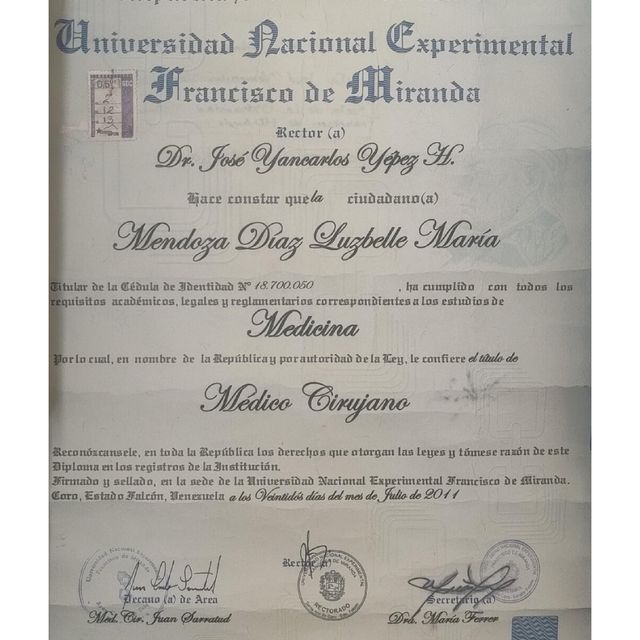 Universidad Nacional Experimental
Francisco de Miranda
Rector (a)
Dr. José Yancarlos Yépez H.
Hace constar que la ciudadano(a)
Mendoza Díaz Luzbelle María
Titular de la Cédula de Identidad N° 18.700.050 , ha cumplido con todos los
requisitos académicos, legales y reglamentarios correspondientes a los estudios de
Medicina
Por lo cual, en nombre de la República y por autoridad de la Ley, le confiere el título de
Médico Cirujano
Reconózcansele, en toda la República los derechos que otorgan las leyes y tómese razón de este
Diploma en los registros de la Institución.
Firmado y sellado, en la sede de la Universidad Nacional Experimental Francisco de Miranda.
Coro, Estado Falcón, Venezuela a los Veintidós días del mes de Julio de 2011
Rector (a)
RECTORADO
Decano (a) de Area
Secretario (a)
Med. Cir. Juan Sarratud
Dra. María Ferrer